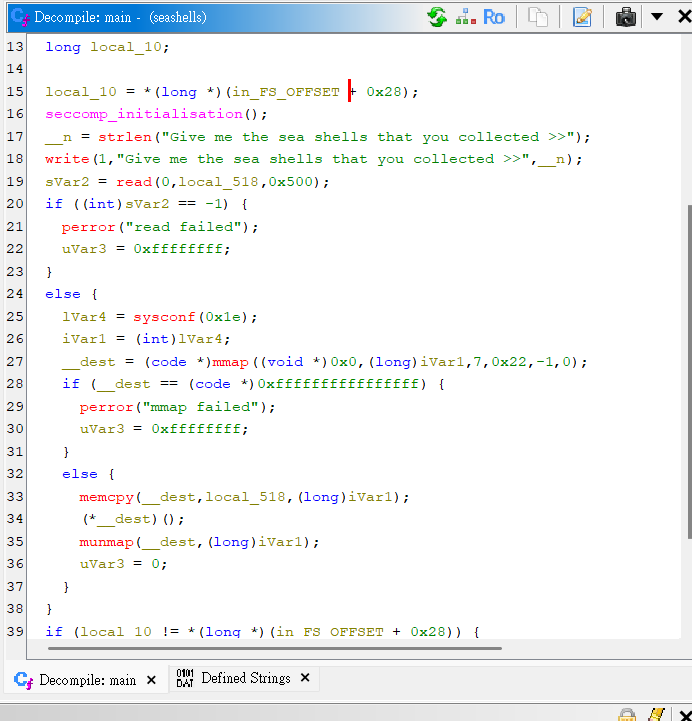 Decompile: main - (seashells)
Ro
13 long local_10;
14
15 local_10 = *(long *)(in_FS_OFFSET + 0x28);
16 seccomp_initialisation();
17 __n = strlen("Give me the sea shells that you collected >>");
18 write(1,"Give me the sea shells that you collected >>",__n);
19 sVar2 = read(0,local_518,0x500);
20 if ((int)sVar2 == -1) {
21 perror("read failed");
22 uVar3 = 0xffffffff;
23 }
24 else {
25 lVar4 = sysconf(0x1e);
26 iVar1 = (int)lVar4;
27 __dest = (code *)mmap((void *)0x0,(long)iVar1,7,0x22,-1,0);
28 if (__dest == (code *)0xffffffffffffffff) {
29 perror("mmap failed");
30 uVar3 = 0xffffffff;
31 }
32 else {
33 memcpy(__dest,local_518,(long)iVar1);
34 (*__dest)();
35 munmap(__dest,(long)iVar1);
36 uVar3 = 0;
37 }
38 }
39 if (local_10 != *(long *)(in_FS_OFFSET + 0x28)) {
Decompile: main ×
0101
DAT
Defined Strings ×